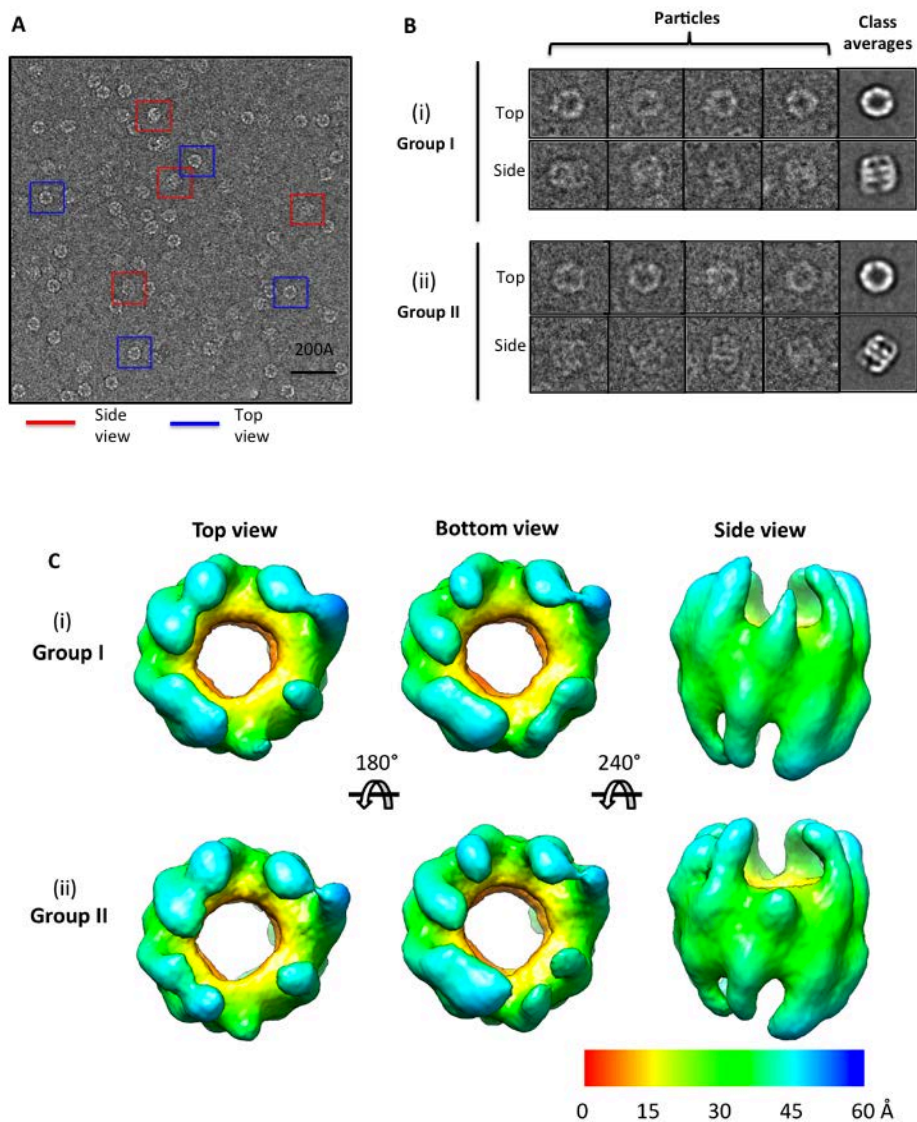 A
200A
Side view
Top view
B
Particles
Class averages
(i)
Group I
Top
Side
(ii)
Group II
Top
Side
C
Top view
Bottom view
Side view
(i)
Group I
180°
240°
(ii)
Group II
0 15 30 45 60 Å